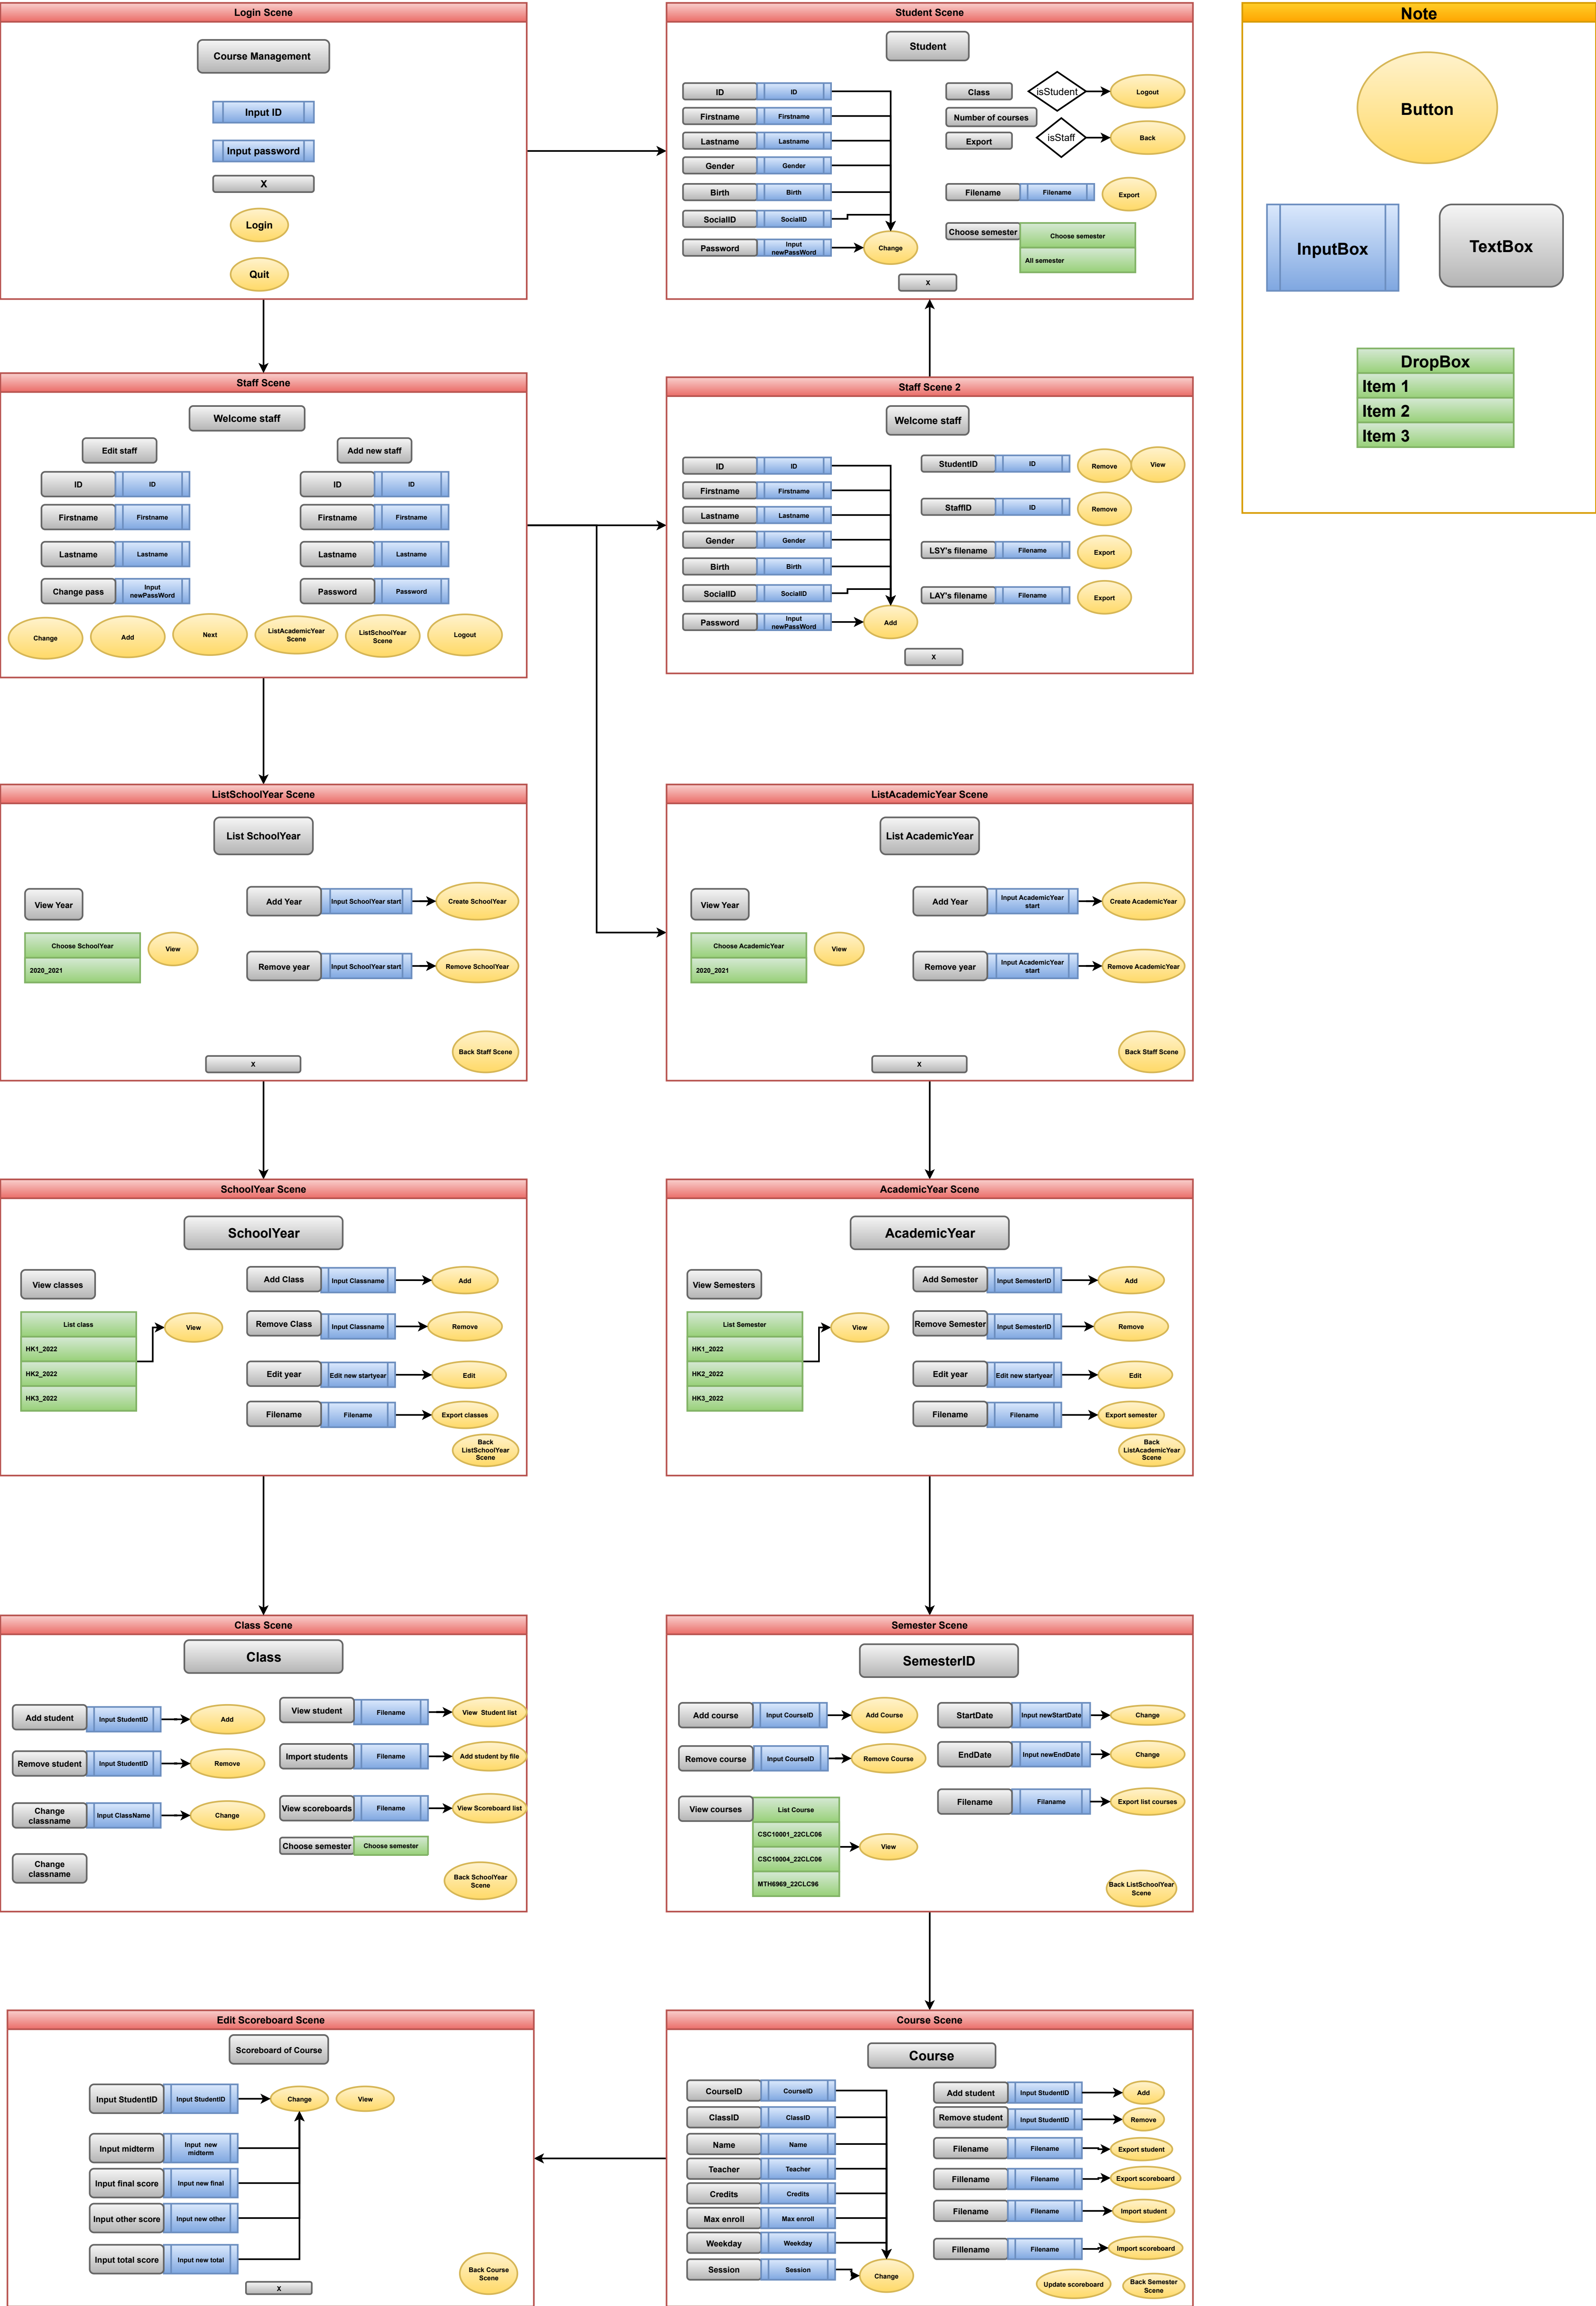 Login Scene
Course Management
Input ID
Input password
X
Login
Quit
Student Scene
Student
ID
ID
Firstname
Firstname
Lastname
Lastname
Gender
Gender
Birth
Birth
SocialID
SocialID
Password
Input
newPassWord
Change
Class
isStudent
Logout
Number of courses
Export
isStaff
Back
Filename
Filename
Export
Choose semester
Choose semester
All semester
X
Note
Button
InputBox
TextBox
DropBox
Item 1
Item 2
Item 3
Staff Scene
Welcome staff
Edit staff
ID
ID
Firstname
Firstname
Lastname
Lastname
Change pass
Input
newPassWord
Add new staff
ID
ID
Firstname
Firstname
Lastname
Lastname
Password
Password
Change
Add
Next
ListAcademicYear
Scene
ListSchoolYear
Scene
Logout
Staff Scene 2
Welcome staff
ID
ID
Firstname
Firstname
Lastname
Lastname
Gender
Gender
Birth
Birth
SocialID
SocialID
Password
Input
newPassWord
Add
StudentID
ID
Remove
View
StaffID
ID
Remove
LSY's filename
Filename
Export
LAY's filename
Filename
Export
X
ListSchoolYear Scene
List SchoolYear
View Year
Choose SchoolYear
2020_2021
View
Add Year
Input SchoolYear start
Create SchoolYear
Remove year
Input SchoolYear start
Remove SchoolYear
Back Staff Scene
X
ListAcademicYear Scene
List AcademicYear
View Year
Choose AcademicYear
2020_2021
View
Add Year
Input AcademicYear
start
Create AcademicYear
Remove year
Input AcademicYear
start
Remove AcademicYear
Back Staff Scene
X
SchoolYear Scene
SchoolYear
View classes
List class
HK1_2022
HK2_2022
HK3_2022
View
Add Class
Input Classname
Add
Remove Class
Input Classname
Remove
Edit year
Edit new startyear
Edit
Filename
Filename
Export classes
Back
ListSchoolYear
Scene
AcademicYear Scene
AcademicYear
View Semesters
List Semester
HK1_2022
HK2_2022
HK3_2022
View
Add Semester
Input SemesterID
Add
Remove Semester
Input SemesterID
Remove
Edit year
Edit new startyear
Edit
Filename
Filename
Export semester
Back
ListAcademicYear
Scene
Class Scene
Class
Add student
Input StudentID
Add
Remove student
Input StudentID
Remove
Change
classname
Input ClassName
Change
Change
classname
View student
Filename
View Student list
Import students
Filename
Add student by file
View scoreboards
Filename
View Scoreboard list
Choose semester
Choose semester
Back SchoolYear
Scene
Semester Scene
SemesterID
Add course
Input CourseID
Add Course
Remove course
Input CourseID
Remove Course
View courses
List Course
CSC10001_22CLC06
CSC10004_22CLC06
MTH6969_22CLC96
View
StartDate
Input newStartDate
Change
EndDate
Input newEndDate
Change
Filename
Filaname
Export list courses
Back ListSchoolYear
Scene
Edit Scoreboard Scene
Scoreboard of Course
Input StudentID
Input StudentID
Change
View
Input midterm
Input new
midterm
Input final score
Input new final
Input other score
Input new other
Input total score
Input new total
Back Course
Scene
X
Course Scene
Course
CourseID
CourseID
ClassID
ClassID
Name
Name
Teacher
Teacher
Credits
Credits
Max enroll
Max enroll
Weekday
Weekday
Session
Session
Change
Add student
Input StudentID
Add
Remove student
Input StudentID
Remove
Filename
Filename
Export student
Fillename
Filename
Export scoreboard
Filename
Filename
Import student
Fillename
Filename
Import scoreboard
Update scoreboard
Back Semester
Scene